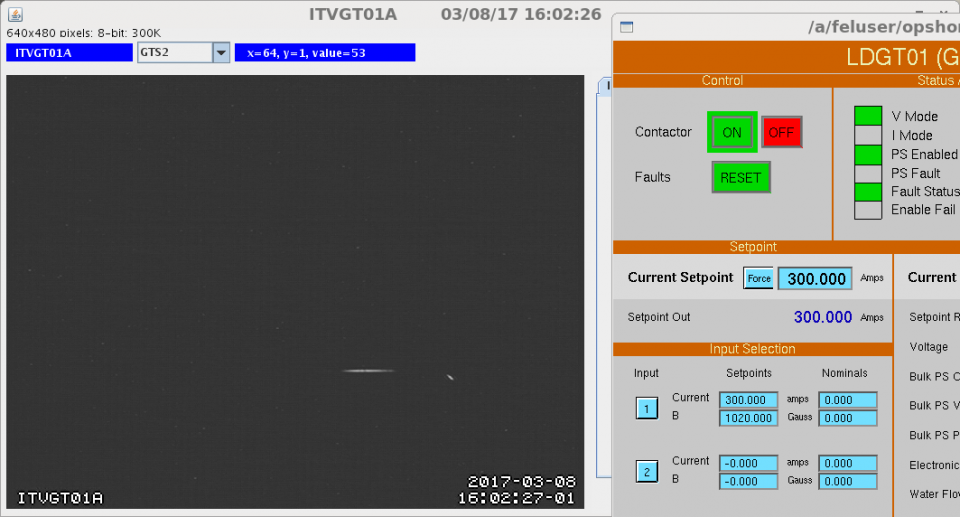 ITVGT01A 03/08/17 16:02:26
640x480 pixels: 8-bit: 300K
ITVGT01A GTS2 x=64, y=1, value=53
ITVGT01A
2017-03-08
16:02:27-01
/a/feluser/opshor
LDGT01 (G
Control
Contactor ON OFF
Faults RESET
Status
V Mode
I Mode
PS Enabled
PS Fault
Fault Status
Enable Fail
Setpoint
Current Setpoint Force 300.000 Amps
Setpoint Out 300.000 Amps
Input Selection
Input Setpoints Nominals
1 Current 300.000 amps 0.000
B 1020.000 Gauss 0.000
2 Current -0.000 amps 0.000
B -0.000 Gauss 0.000
Current
Setpoint R
Voltage
Bulk PS C
Bulk PS V
Bulk PS P
Electronic
Water Flo